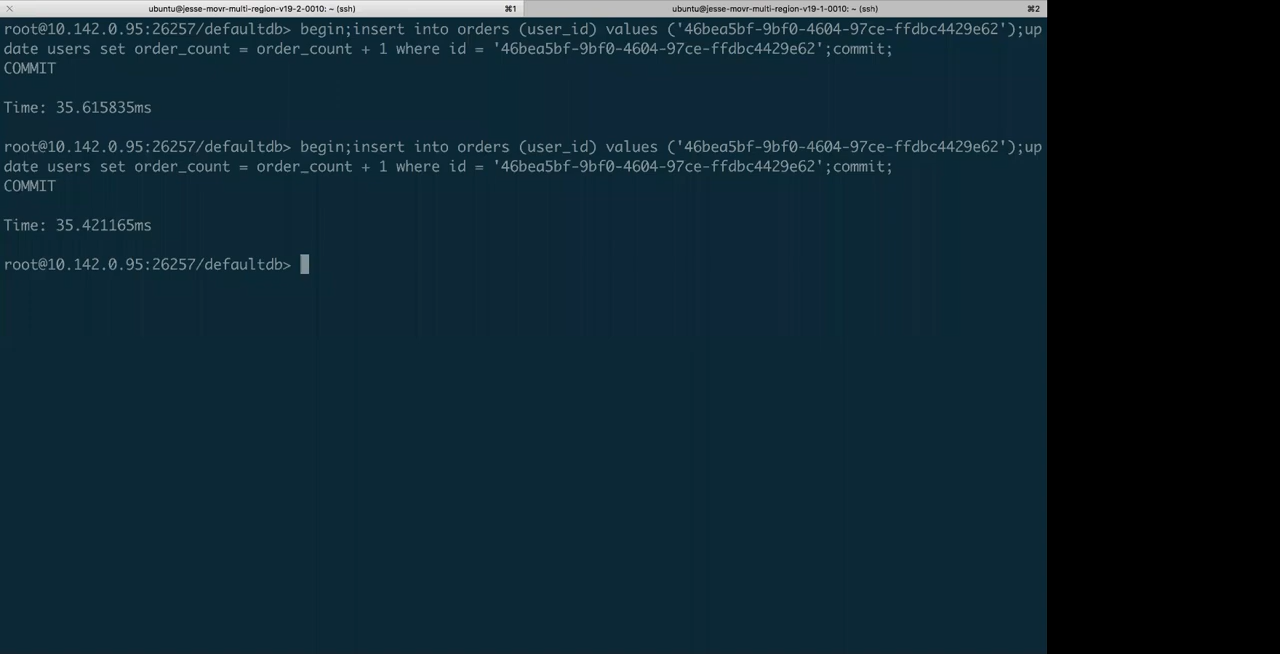 ubuntu@jesse-movr-multi-region-v19-2-0010: ~ (ssh) ⌘1 ubuntu@jesse-movr-multi-region-v19-1-0010: ~ (ssh) ⌘2
root@10.142.0.95:26257/defaultdb> begin;insert into orders (user_id) values ('46bea5bf-9bf0-4604-97ce-ffdbc4429e62');up
date users set order_count = order_count + 1 where id = '46bea5bf-9bf0-4604-97ce-ffdbc4429e62';commit;
COMMIT
Time: 35.615835ms
root@10.142.0.95:26257/defaultdb> begin;insert into orders (user_id) values ('46bea5bf-9bf0-4604-97ce-ffdbc4429e62');up
date users set order_count = order_count + 1 where id = '46bea5bf-9bf0-4604-97ce-ffdbc4429e62';commit;
COMMIT
Time: 35.421165ms
root@10.142.0.95:26257/defaultdb>